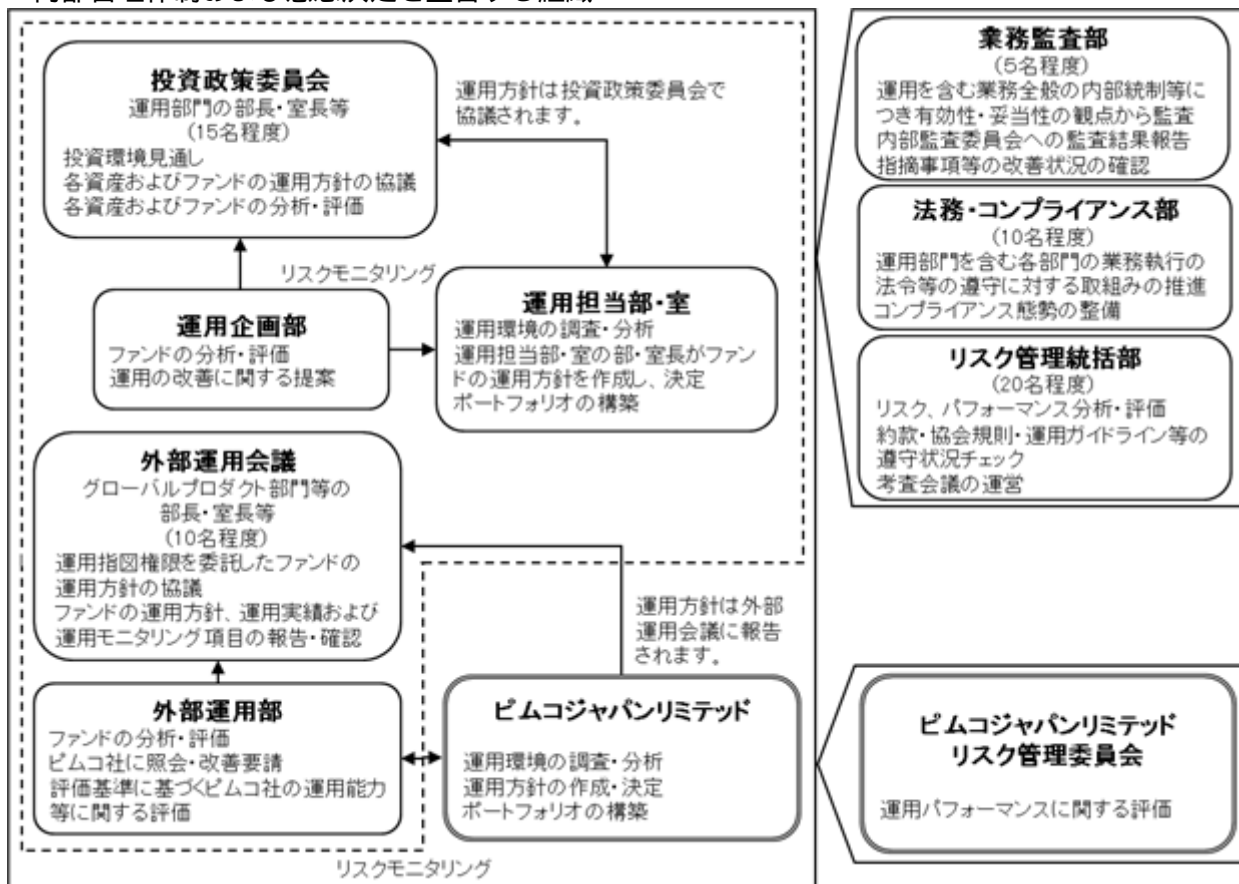 投資政策委員会
運用部門の部長・室長等
(15名程度)
投資環境見通し
各資産およびファンドの運用方針の協議
各資産およびファンドの分析・評価
運用方針は投資政策委員会で
協議されます。
リスクモニタリング
運用企画部
ファンドの分析・評価
運用の改善に関する提案
運用担当部・室
運用環境の調査・分析
運用担当部・室の部・室長がファン
ドの運用方針を作成し、決定
ポートフォリオの構築
外部運用会議
グローバルプロダクト部門等の
部長・室長等
(10名程度)
運用指図権限を委託したファンドの
運用方針の協議
ファンドの運用方針、運用実績および
運用モニタリング項目の報告・確認
運用方針は外部
運用会議に報告
されます。
外部運用部
ファンドの分析・評価
ピムコ社に照会・改善要請
評価基準に基づくピムコ社の運用能力
等に関する評価
ピムコジャパンリミテッド
運用環境の調査・分析
運用方針の作成・決定
ポートフォリオの構築
リスクモニタリング
業務監査部
(5名程度)
運用を含む業務全般の内部統制等に
つき有効性・妥当性の観点から監査
内部監査委員会への監査結果報告
指摘事項等の改善状況の確認
法務・コンプライアンス部
(10名程度)
運用部門を含む各部門の業務執行の
法令等の遵守に対する取組みの推進
コンプライアンス態勢の整備
リスク管理統括部
(20名程度)
リスク、パフォーマンス分析・評価
約款・協会規則・運用ガイドライン等の
遵守状況チェック
考査会議の運営
ピムコジャパンリミテッド
リスク管理委員会
運用パフォーマンスに関する評価